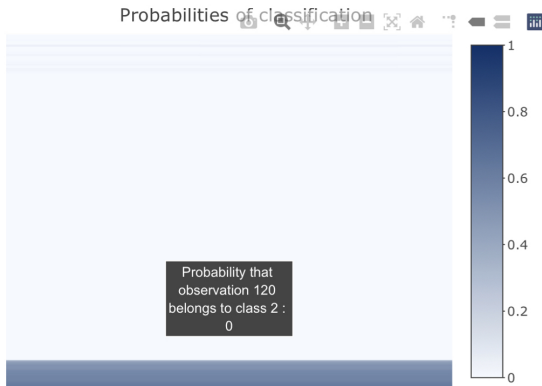 Probabilities of classification
1
0.8
0.6
0.4
0.2
0
Probability that
observation 120
belongs to class 2 :
0